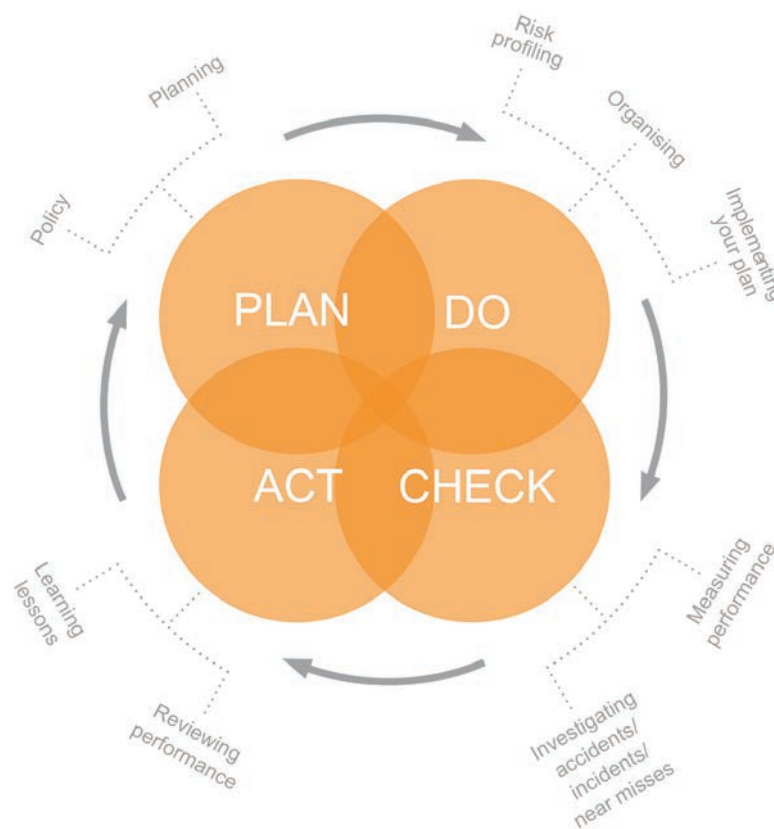 Risk
profiling
Planning
Organising
Policy
Implementing
your plan
PLAN
DO
ACT
CHECK
Learning
lessons
Measuring
performance
Reviewing
performance
Investigating
accidents/
incidents/
near misses